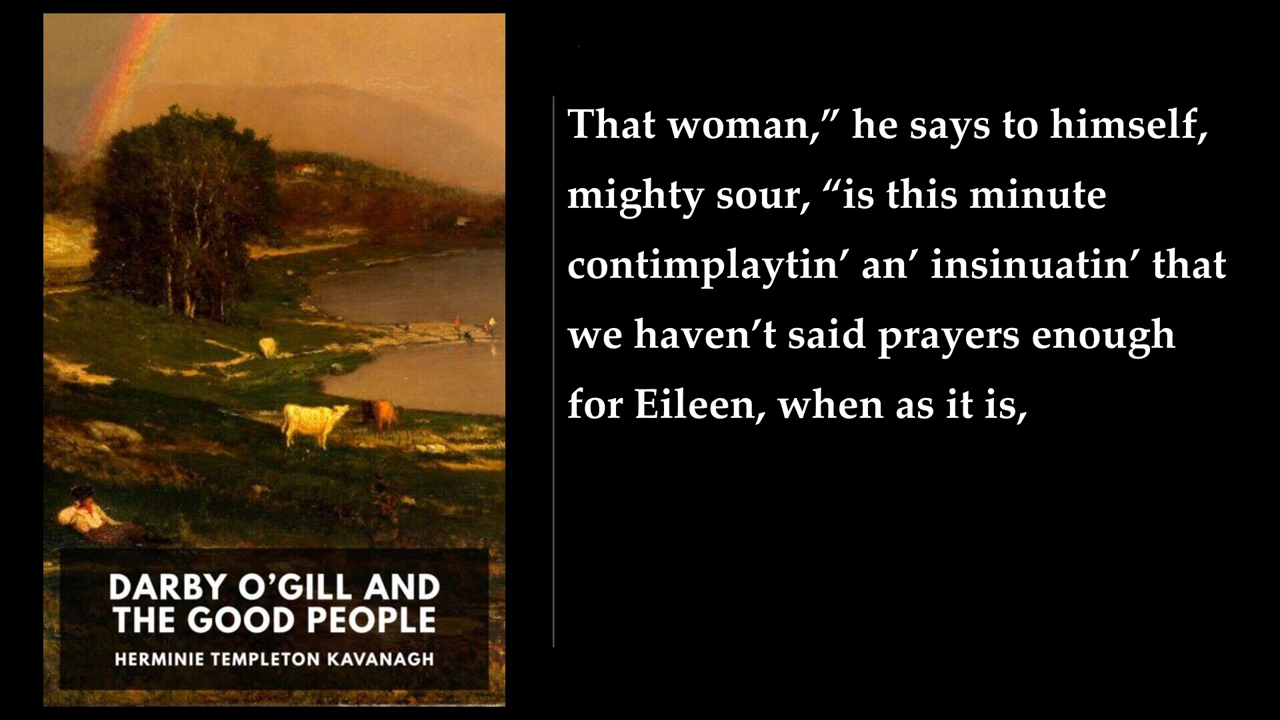 That woman,” he says to himself,
mighty sour, “is this minute
contimplaytin’ an’ insinuatin’ that
we haven’t said prayers enough
for Eileen, when as it is,
DARBY O’GILL AND
THE GOOD PEOPLE
HERMINIE TEMPLETON KAVANAGH